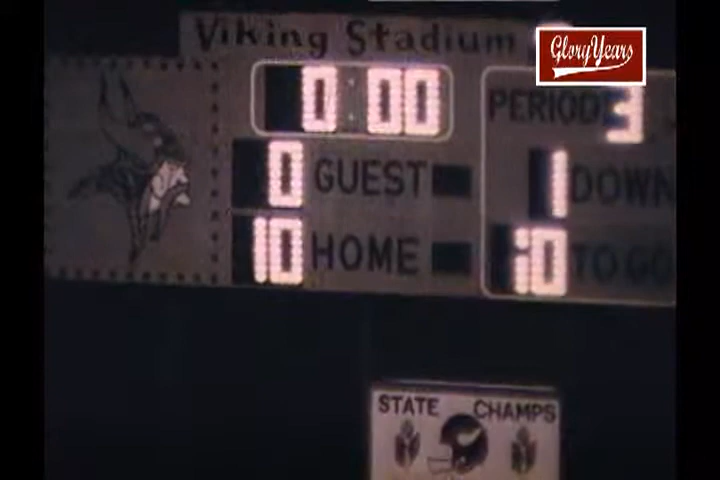 Viking Stadium
GloryYears
0:00
PERIOD 3
0 GUEST
1 DOWN
10 HOME
10 TO GO
STATE CHAMPS